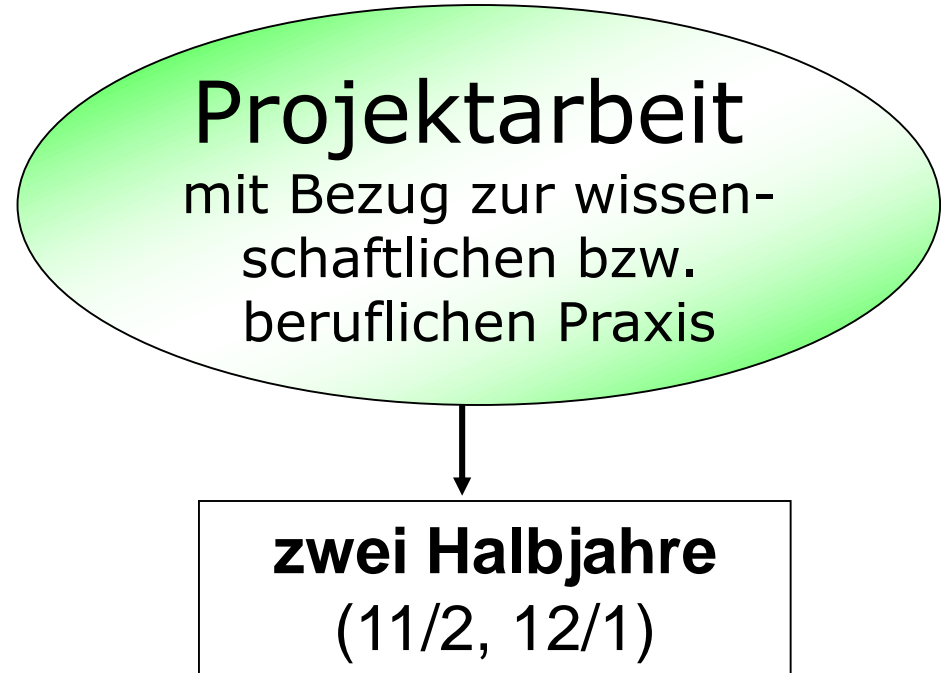 Projektarbeit
mit Bezug zur wissen-
schaftlichen bzw.
beruflichen Praxis
zwei Halbjahre
(11/2, 12/1)